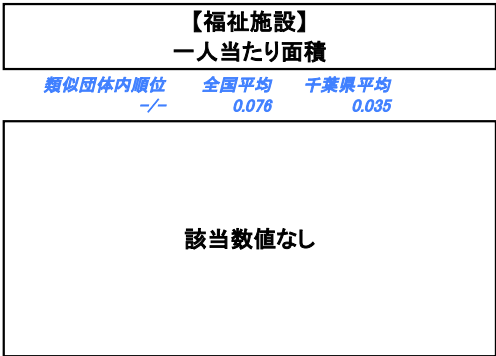 【福祉施設】
一人当たり面積
類似団体内順位 全国平均 千葉県平均
-/- 0.076 0.035
該当数値なし